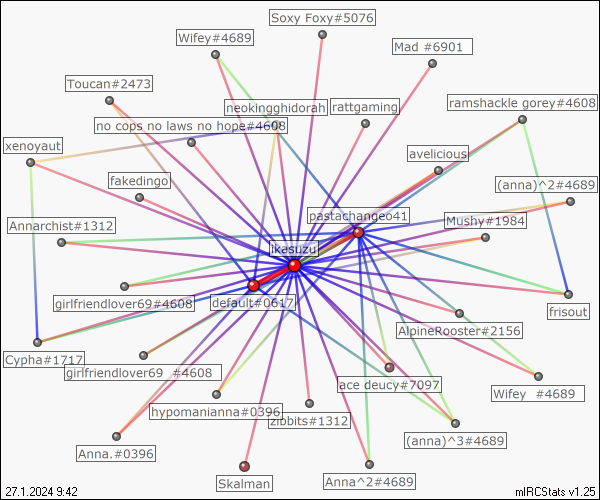 Soxy Foxy#5076
Wifey#4689
Mad #6901
Toucan#2473
neokingghidorah
rattgaming
ramshackle gorey#4608
no cops no laws no hope#4608
xenoyaut
avelicious
fakedingo
(anna)^2#4689
pastachange041
Annarchist#1312
Mushy#1984
ikesuzu
girlfriendlover69#4608
default#0617
frisout
AlpineRooster#2156
Cypha#1717
girlfriendlover69 #4608
ace deucy#7097
Wifey #4689
hypomanianna#0396
zibbits#1312
(anna)^3#4689
Anna.#0396
Skalman
Anna^2#4689
27.1.2024 9:42
mIRCStats v1.25